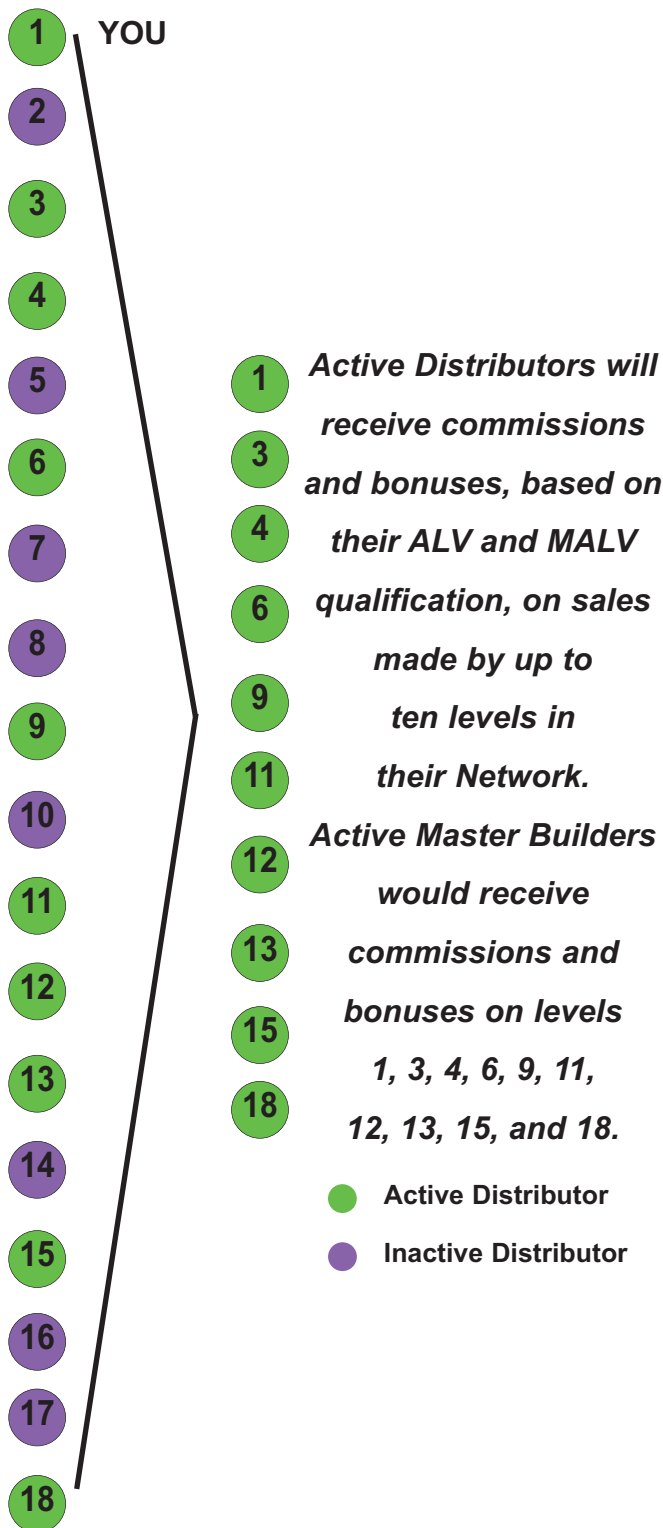 1 YOU
2
3
4
5
6
7
8
9
10
11
12
13
14
15
16
17
18
1
3
4
6
9
11
12
13
15
18
Active Distributors will
receive commissions
and bonuses, based on
their ALV and MALV
qualification, on sales
made by up to
ten levels in
their Network.
Active Master Builders
would receive
commissions and
bonuses on levels
1, 3, 4, 6, 9, 11,
12, 13, 15, and 18.
Active Distributor
Inactive Distributor